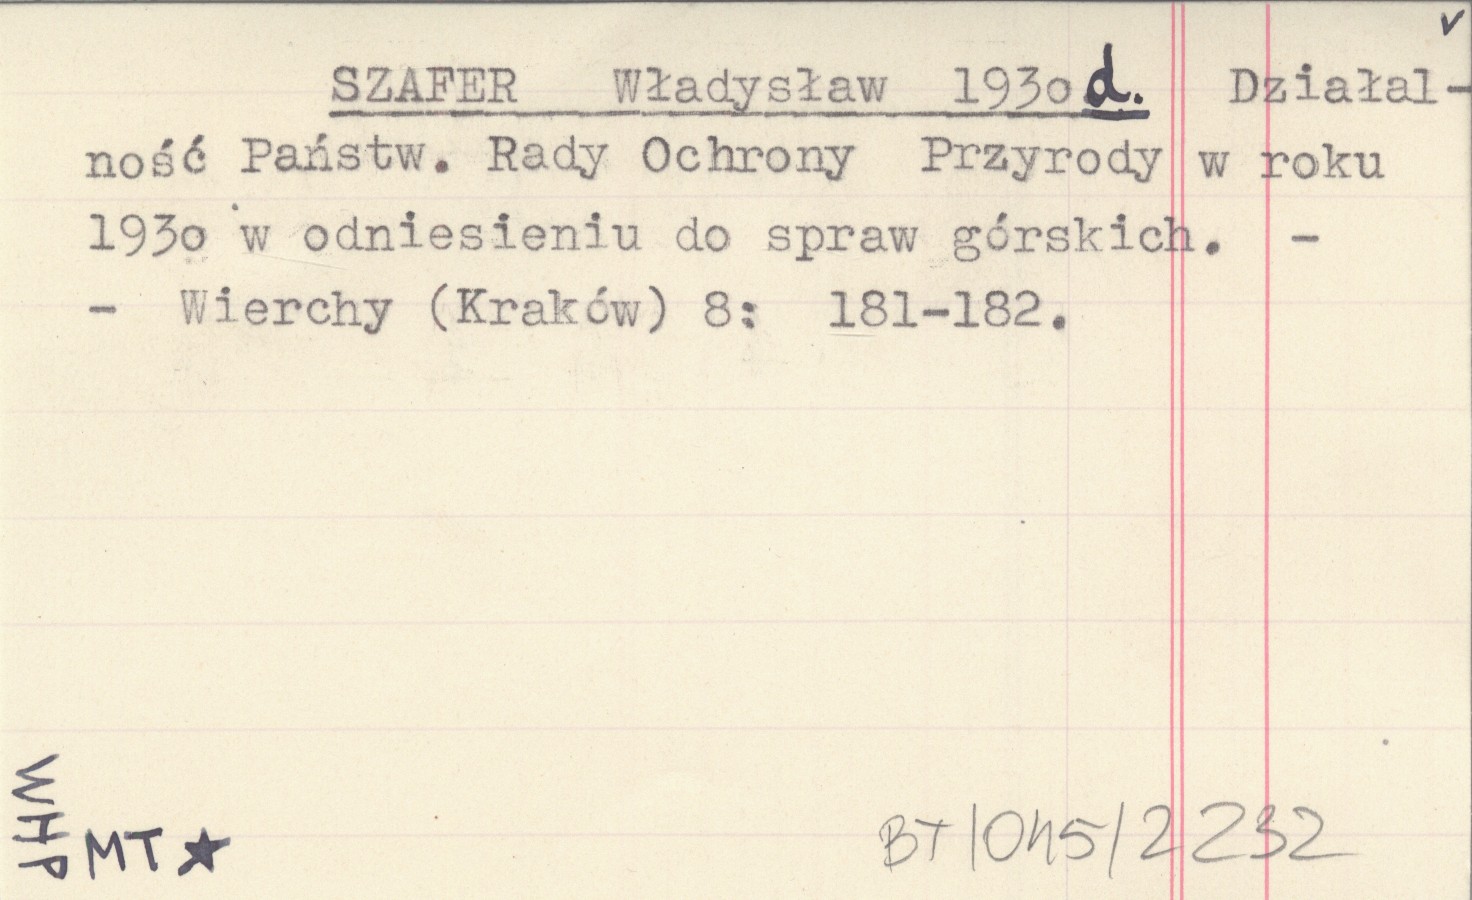 v
SZAFER Władysław 193o d. Działal-
ność Państw. Rady Ochrony Przyrody w roku
193o w odniesieniu do spraw górskich. -
- Wierchy (Kraków) 8: 181-182.
WHP
MT ★
BT/045/2232